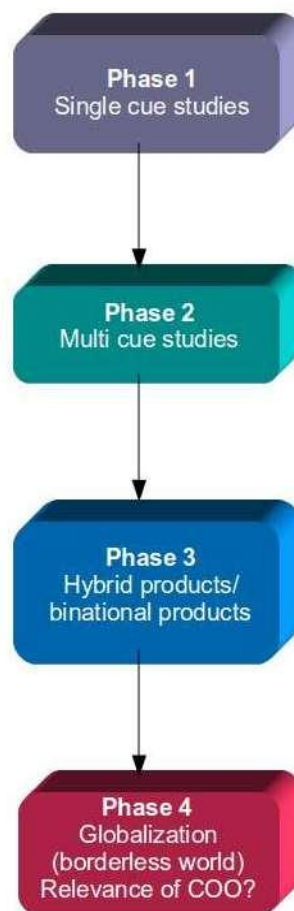 Phase 1
Single cue studies
Phase 2
Multi cue studies
Phase 3
Hybrid products/
binational products
Phase 4
Globalization
(borderless world)
Relevance of COO?